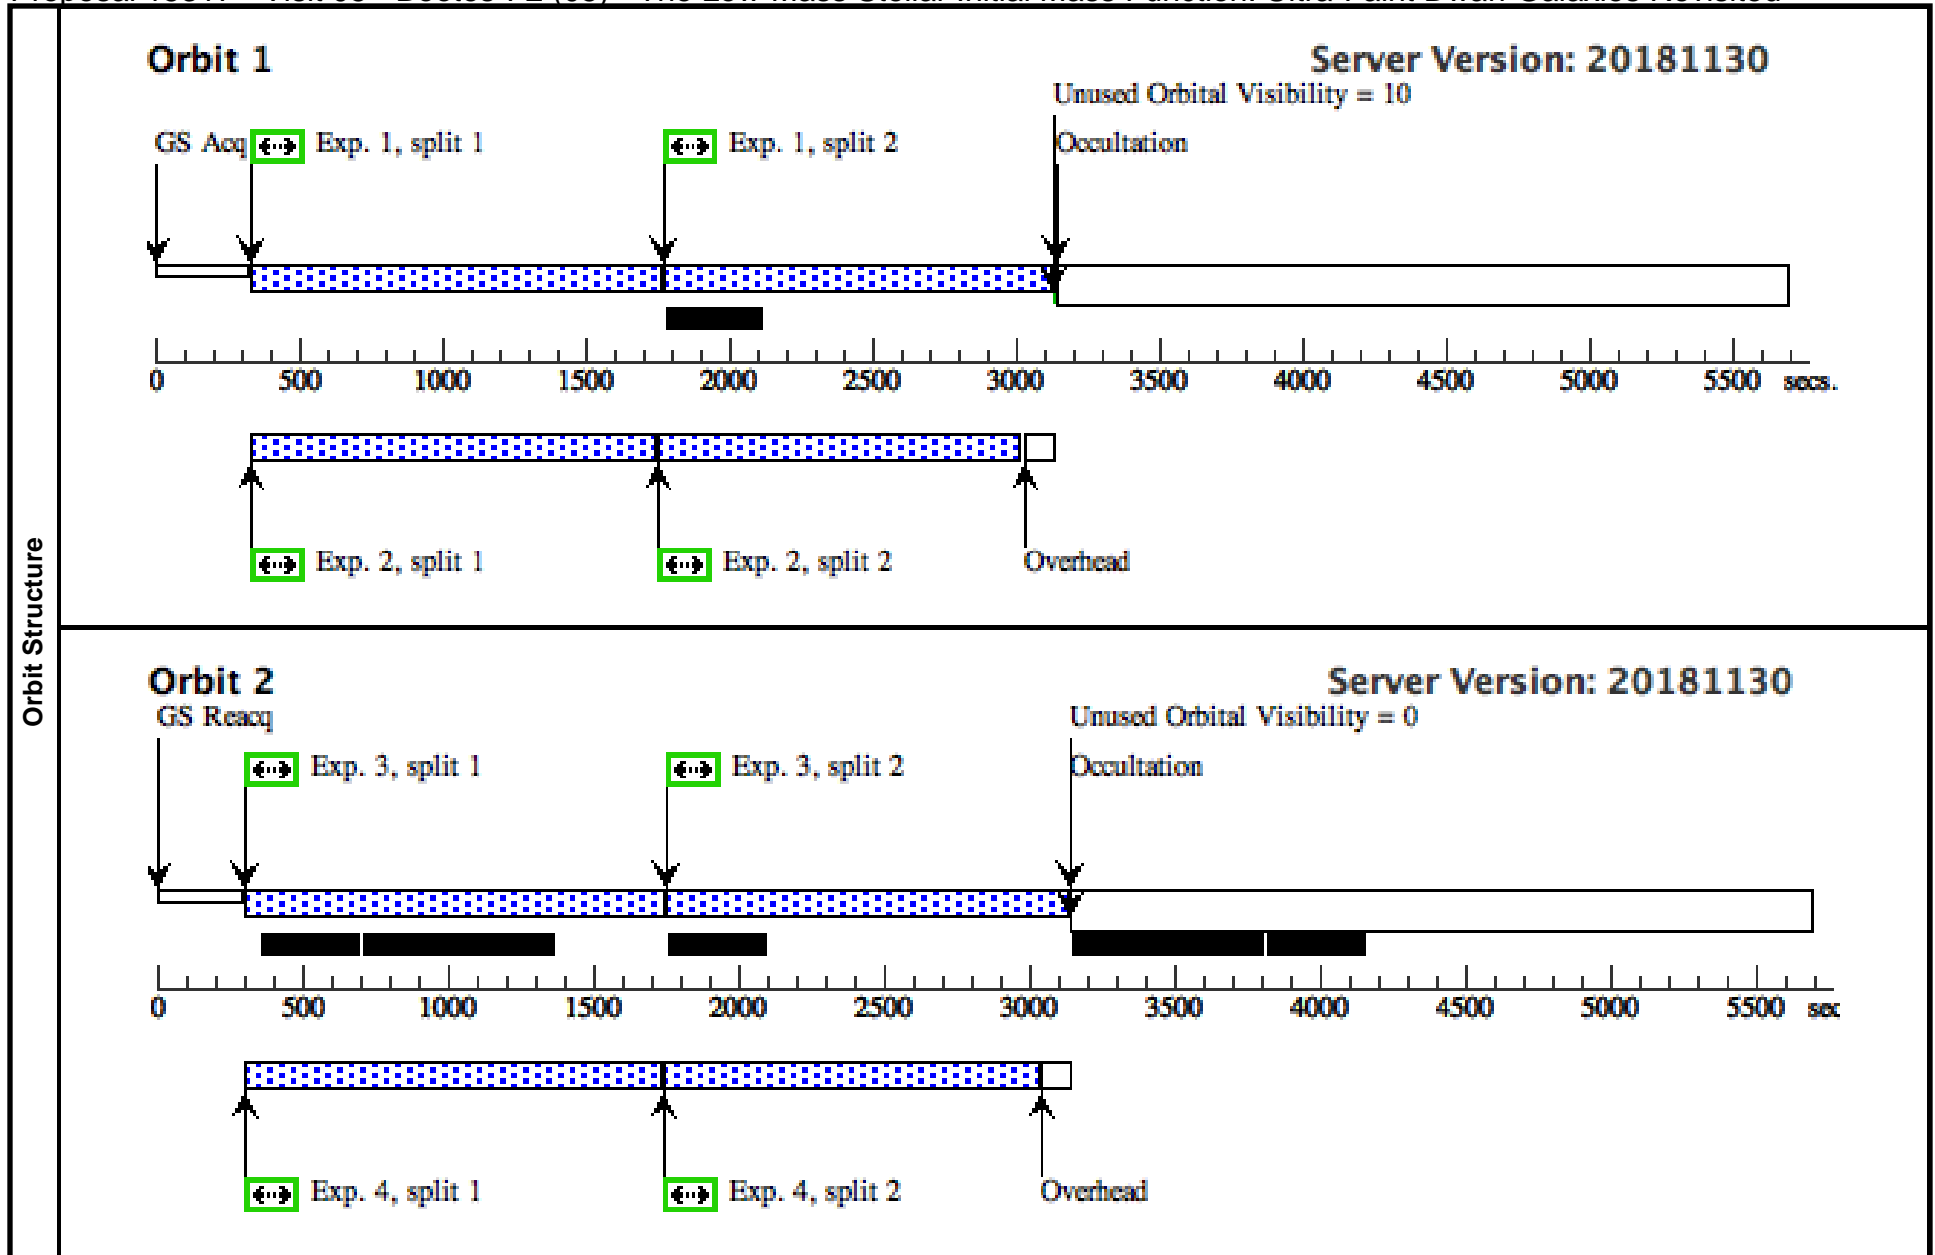 Orbit Structure
Orbit 1
Server Version: 20181130
Unused Orbital Visibility = 10
GS Acq
Exp. 1, split 1
Exp. 1, split 2
Occultation
0 500 1000 1500 2000 2500 3000 3500 4000 4500 5000 5500 secs.
Exp. 2, split 1
Exp. 2, split 2
Overhead
Orbit 2
Server Version: 20181130
GS Reacq
Unused Orbital Visibility = 0
Exp. 3, split 1
Exp. 3, split 2
Occultation
0 500 1000 1500 2000 2500 3000 3500 4000 4500 5000 5500 sec
Exp. 4, split 1
Exp. 4, split 2
Overhead